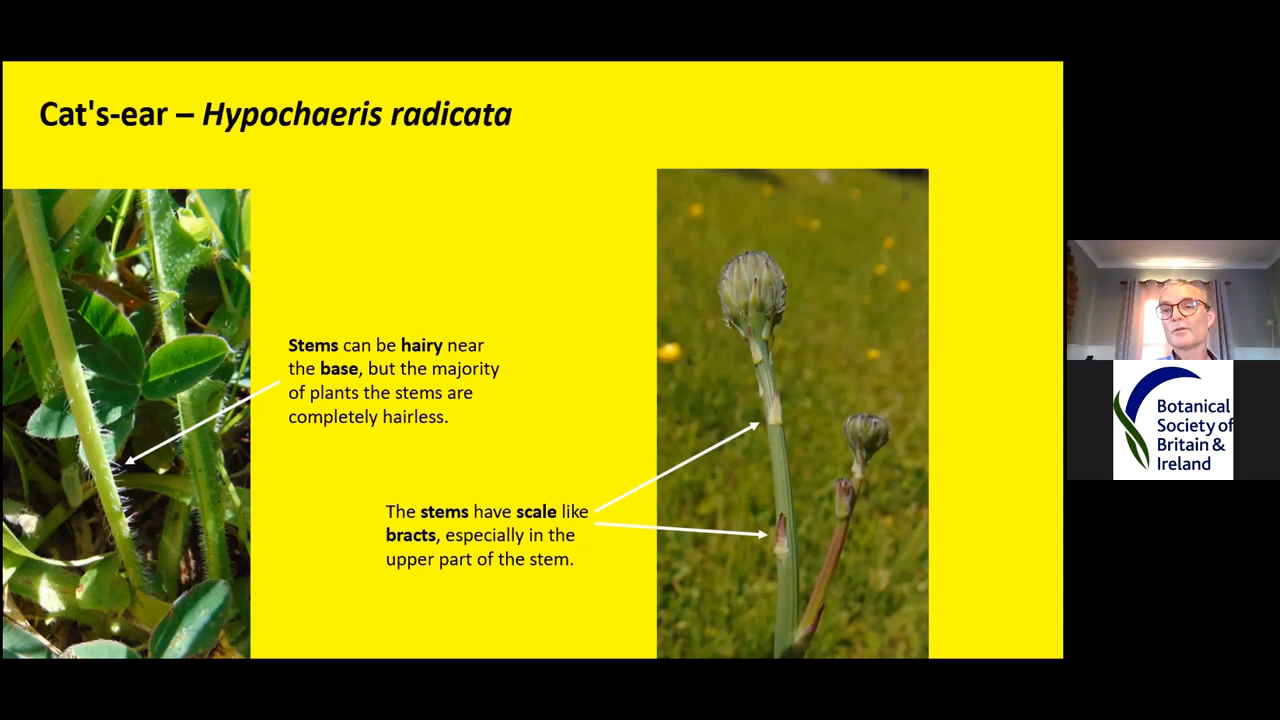 Cat's-ear – Hypochaeris radicata
Stems can be hairy near
the base, but the majority
of plants the stems are
completely hairless.
The stems have scale like
bracts, especially in the
upper part of the stem.
Botanical
Society of
Britain &
Ireland